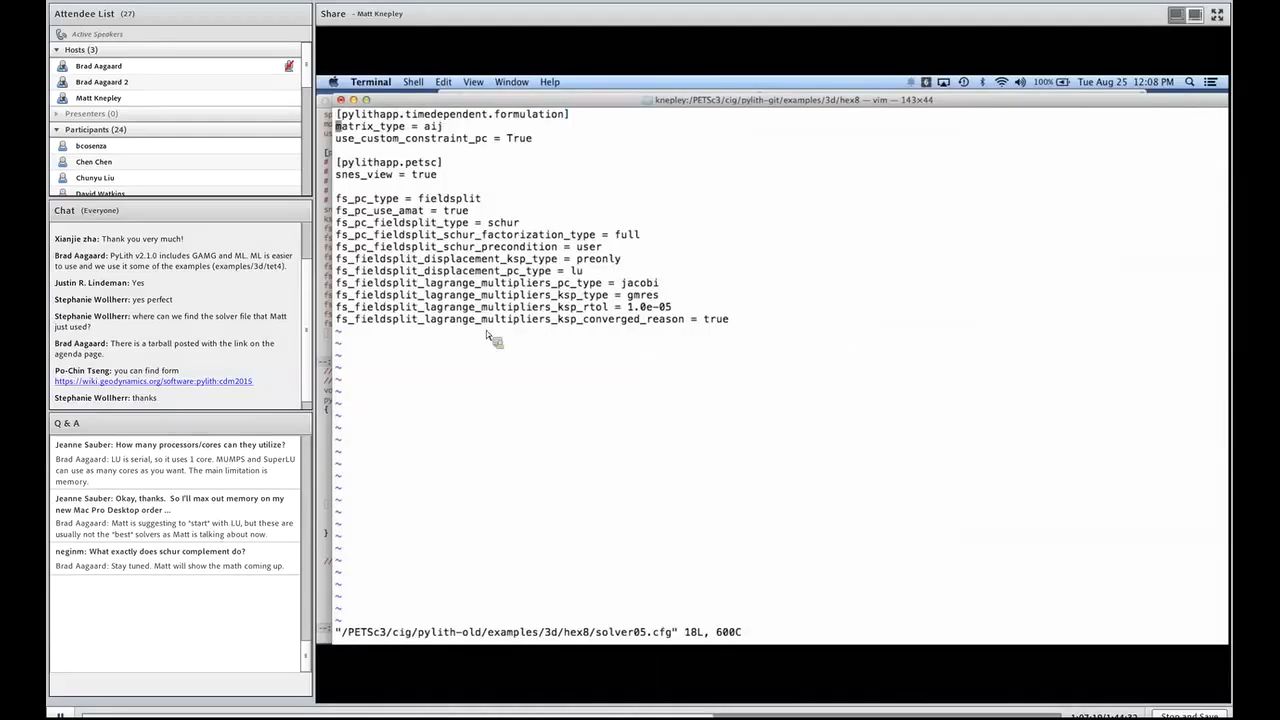 Attendee List (27)
Active Speakers
Hosts (3)
Brad Aagaard
Brad Aagaard 2
Matt Knepley
Presenters (0)
Participants (24)
bcosenza
Chen Chen
Chunyu Liu
David Watkins
Chat (Everyone)
Xianjie zha: Thank you very much!
Brad Aagaard: PyLith v2.1.0 includes GAMG and ML. ML is easier
to use and we use it some of the examples (examples/3d/tet4).
Justin R. Lindeman: Yes
Stephanie Wollherr: yes perfect
Stephanie Wollherr: where can we find the solver file that Matt
just used?
Brad Aagaard: There is a tarball posted with the link on the
agenda page.
Po-Chin Tseng: you can find form
https://wiki.geodynamics.org/software:pylith:cdm2015
Stephanie Wollherr: thanks
Q & A
Jeanne Sauber: How many processors/cores can they utilize?
Brad Aagaard: LU is serial, so it uses 1 core. MUMPS and SuperLU
can use as many cores as you want. The main limitation is
memory.
Jeanne Sauber: Okay, thanks. So I'll max out memory on my
new Mac Pro Desktop order ...
Brad Aagaard: Matt is suggesting to *start* with LU, but these are
usually not the *best* solvers as Matt is talking about now.
neginm: What exactly does schur complement do?
Brad Aagaard: Stay tuned. Matt will show the math coming up.
Share - Matt Knepley
Terminal Shell Edit View Window Help 6 100% Tue Aug 25 12:08 PM
knepley:/PETSc3/cig/pylith-git/examples/3d/hex8 — vim — 143×44
[pylithapp.timedependent.formulation]
matrix_type = aij
use_custom_constraint_pc = True
[pylithapp.petsc]
snes_view = true
fs_pc_type = fieldsplit
fs_pc_use_amat = true
fs_pc_fieldsplit_type = schur
fs_pc_fieldsplit_schur_factorization_type = full
fs_pc_fieldsplit_schur_precondition = user
fs_fieldsplit_displacement_ksp_type = preonly
fs_fieldsplit_displacement_pc_type = lu
fs_fieldsplit_lagrange_multipliers_pc_type = jacobi
fs_fieldsplit_lagrange_multipliers_ksp_type = gmres
fs_fieldsplit_lagrange_multipliers_ksp_rtol = 1.0e-05
fs_fieldsplit_lagrange_multipliers_ksp_converged_reason = true
"/PETSc3/cig/pylith-old/examples/3d/hex8/solver05.cfg" 18L, 600C
Stop and Save